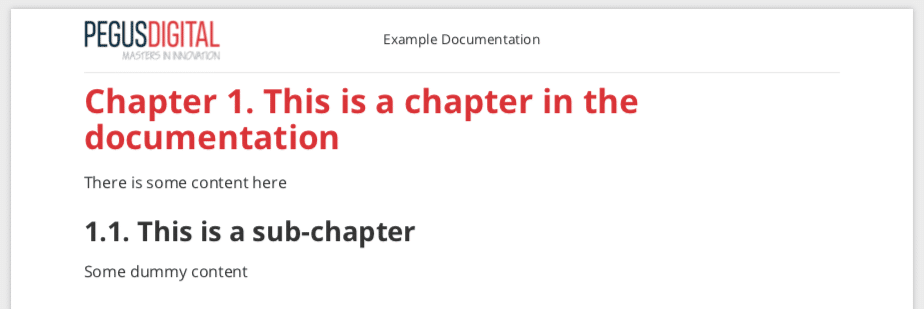 PEGUSDIGITAL
MASTERS IN INNOVATION
Example Documentation
Chapter 1. This is a chapter in the
documentation
There is some content here
1.1. This is a sub-chapter
Some dummy content